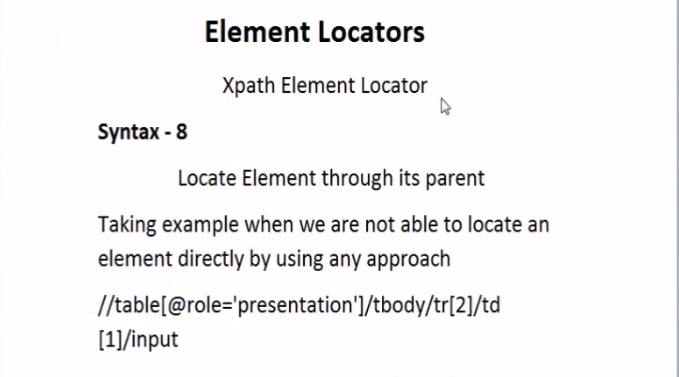 Element Locators
Xpath Element Locator
Syntax - 8
Locate Element through its parent
Taking example when we are not able to locate an
element directly by using any approach
//table[@role='presentation']/tbody/tr[2]/td
[1]/input